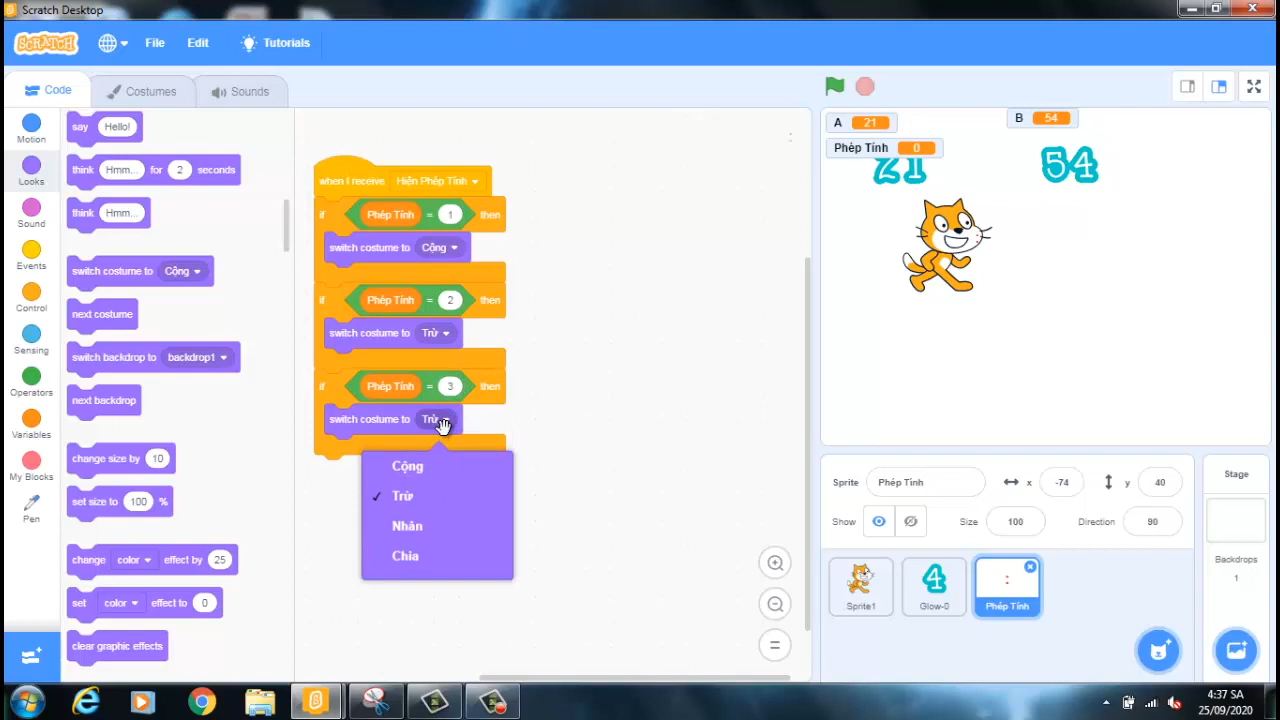 Scratch Desktop
SCRATCH File Edit Tutorials
Code Costumes Sounds
Motion
Looks
Sound
Events
Control
Sensing
Operators
Variables
My Blocks
Pen
say Hello!
think Hmm... for 2 seconds
think Hmm...
switch costume to Cộng
next costume
switch backdrop to backdrop1
next backdrop
change size by 10
set size to 100 %
change color effect by 25
set color effect to 0
clear graphic effects
when I receive Hiện Phép Tính
if Phép Tính = 1 then
switch costume to Cộng
if Phép Tính = 2 then
switch costume to Trừ
if Phép Tính = 3 then
switch costume to Trừ
Cộng
✓ Trừ
Nhân
Chia
A 21
B 54
Phép Tính 0
21 54
Sprite Phép Tính x -74 y 40
Show Size 100 Direction 90
Sprite1
Glow-0
:
Phép Tính
Stage
Backdrops
1
4:37 SA
25/09/2020